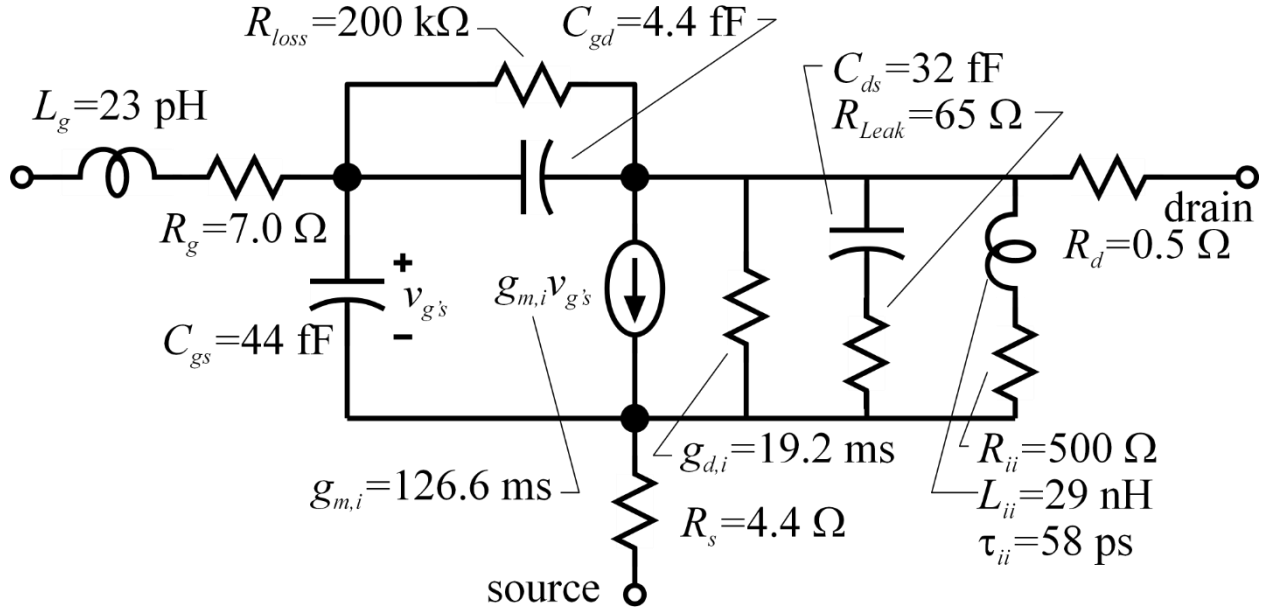 R_loss=200 kΩ
C_gd=4.4 fF
C_ds=32 fF
R_Leak=65 Ω
L_g=23 pH
R_g=7.0 Ω
drain
R_d=0.5 Ω
+
v_g's
−
g_m,i v_g's
C_gs=44 fF
g_d,i=19.2 ms
R_ii=500 Ω
g_m,i=126.6 ms
L_ii=29 nH
R_s=4.4 Ω
τ_ii=58 ps
source